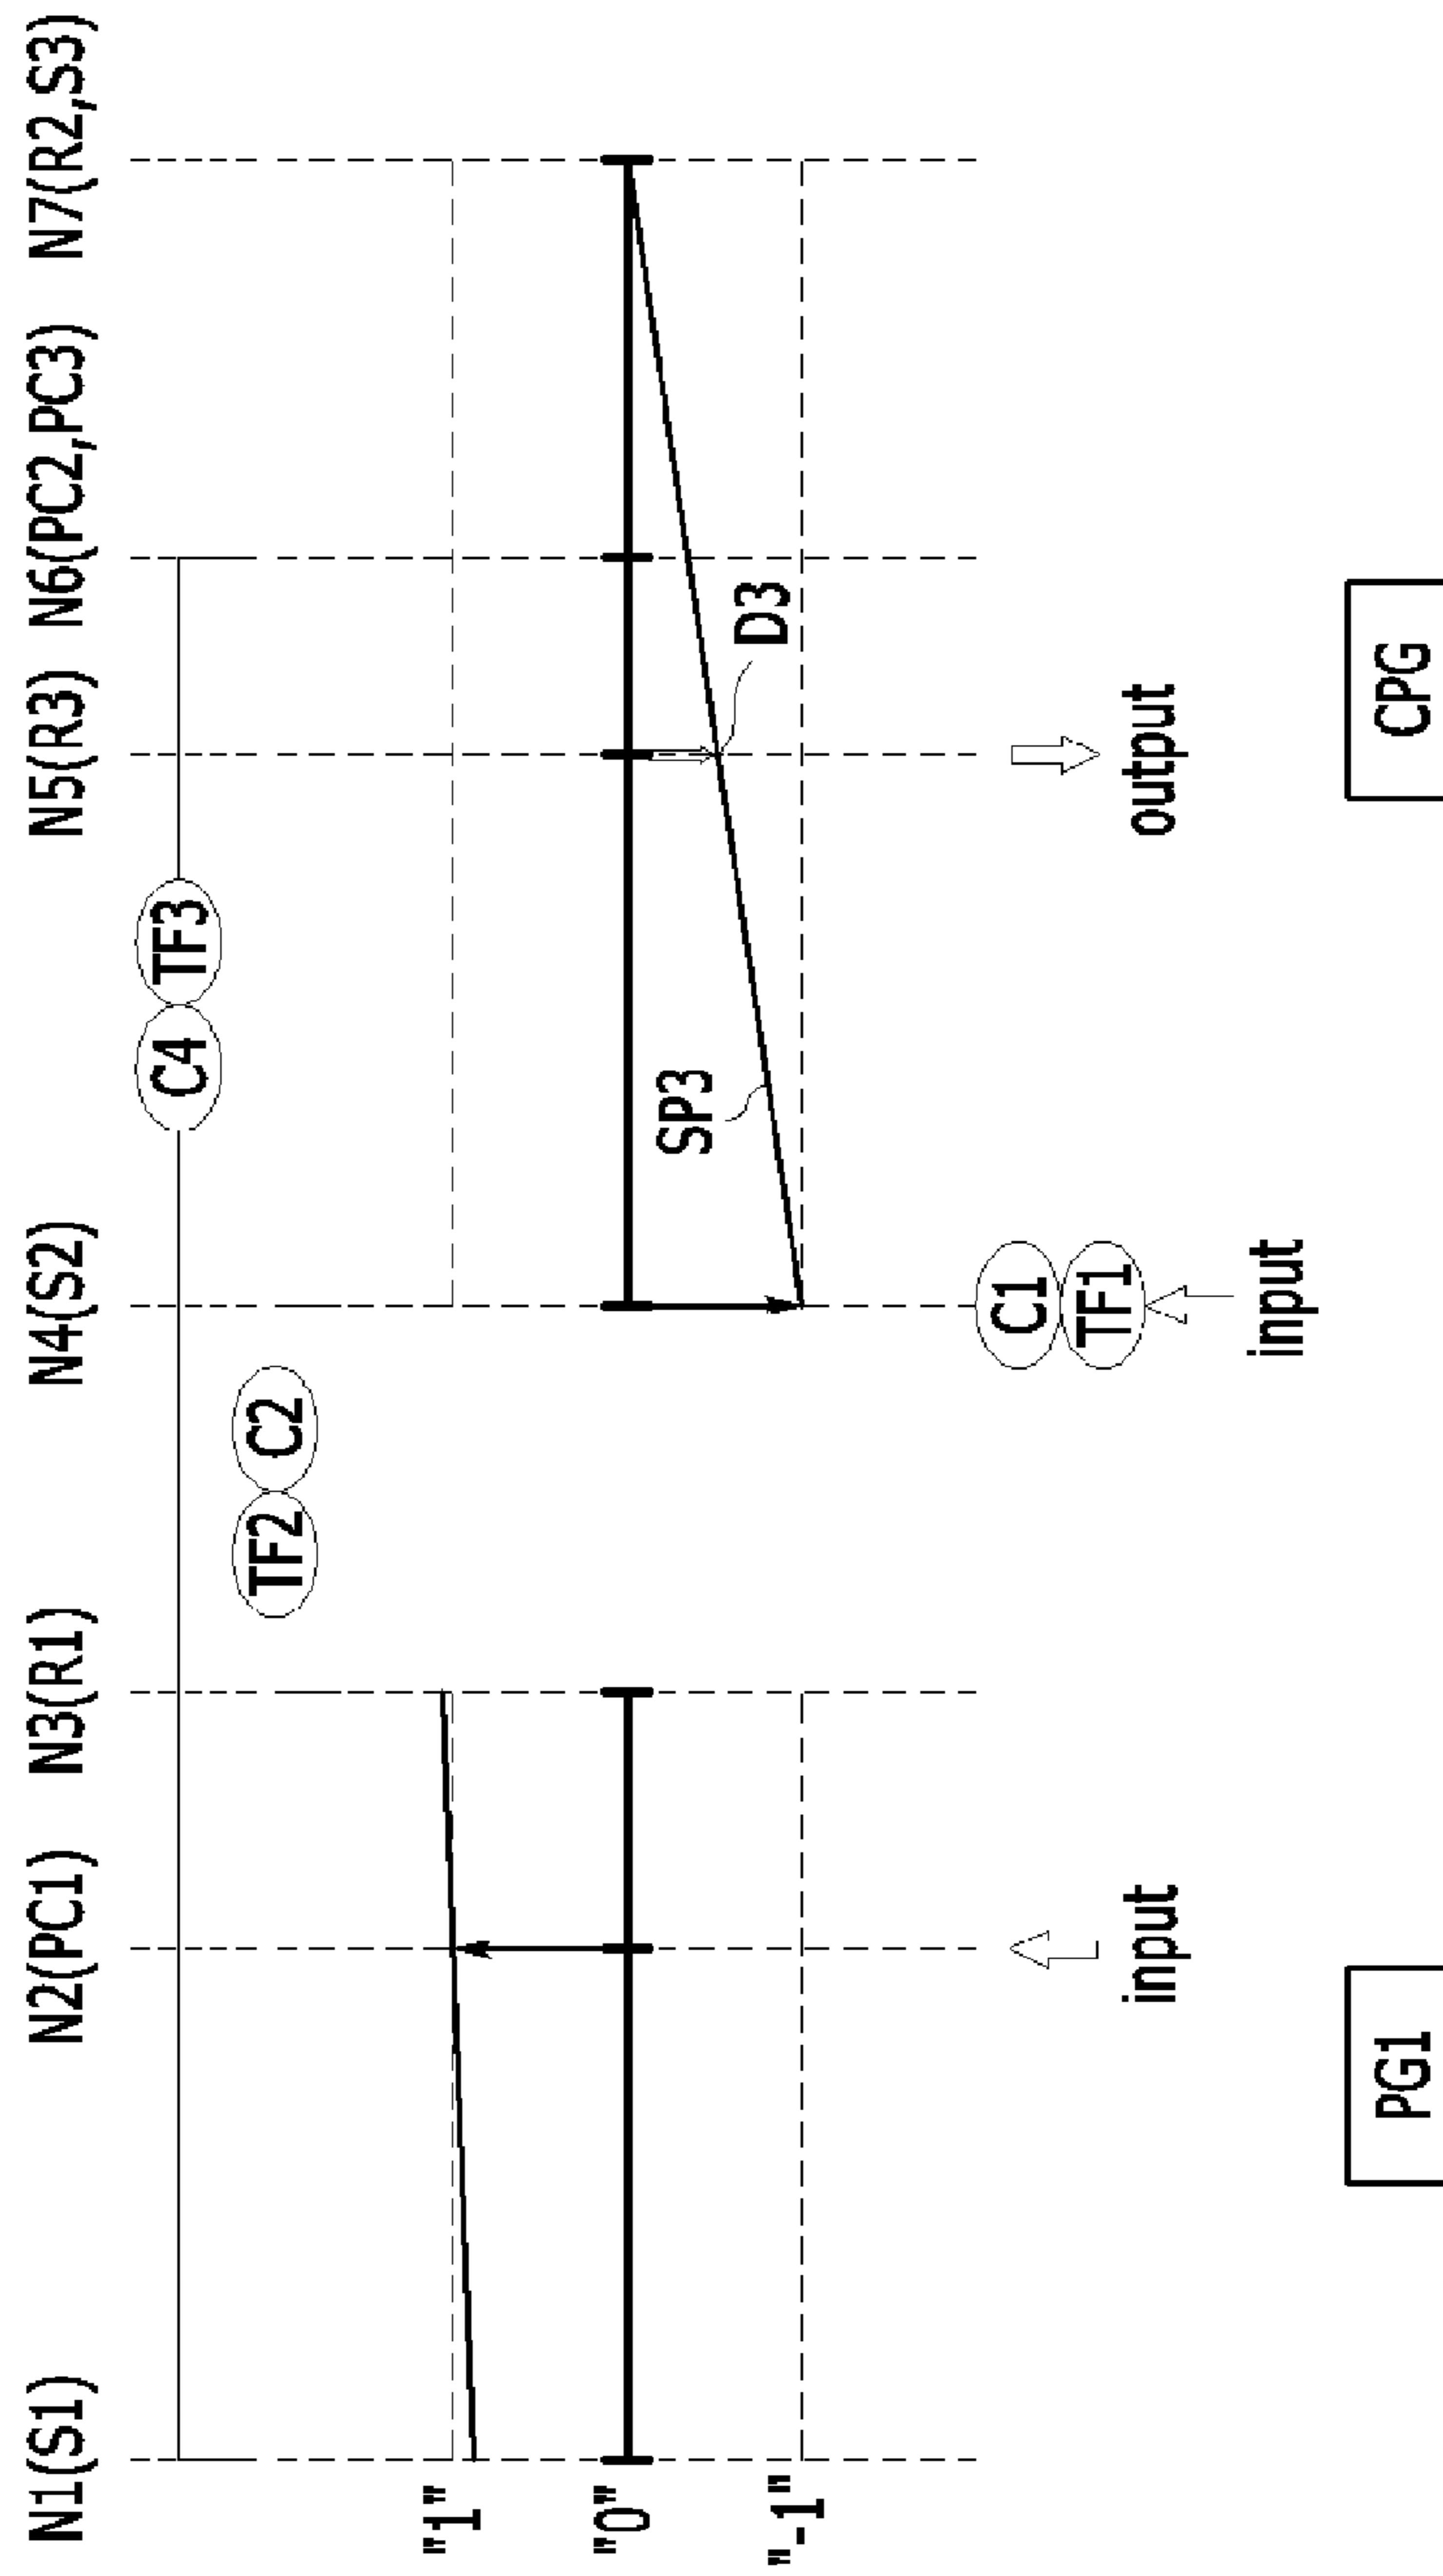 N1(S1) N2(PC1) N3(R1) N4(S2) N5(R3) N6(PC2,PC3) N7(R2,S3)
C4 TF3
TF2 C2
"1"
"0"
SP3
D3
"-1"
C1
TF1
input
output
input
PG1
CPG